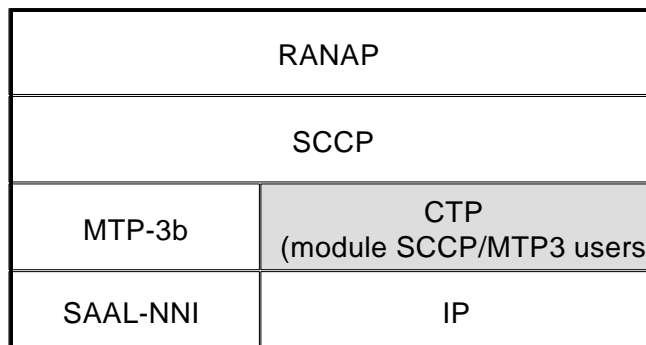 RANAP
SCCP
MTP-3b
CTP
(module SCCP/MTP3 users
SAAL-NNI
IP